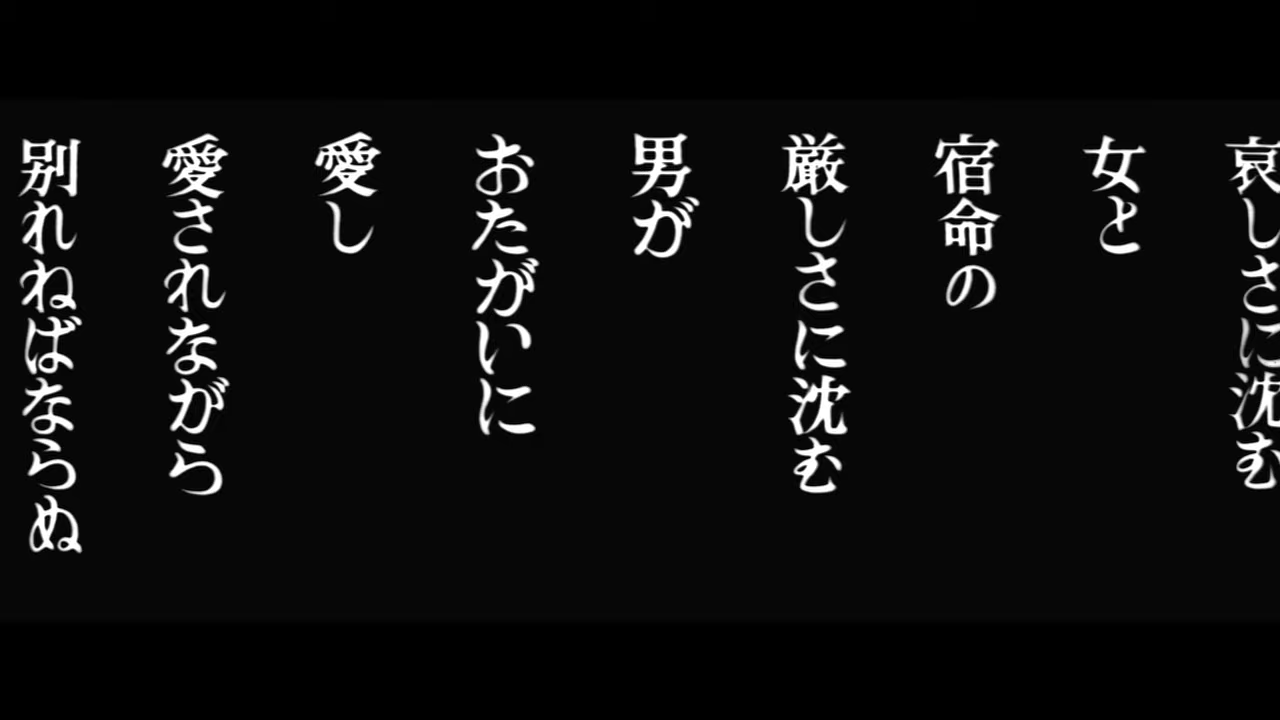 哀しさに沈む
女と
宿命の
厳しさに沈む
男が
おたがいに
愛し
愛されながら
別れねばならぬ